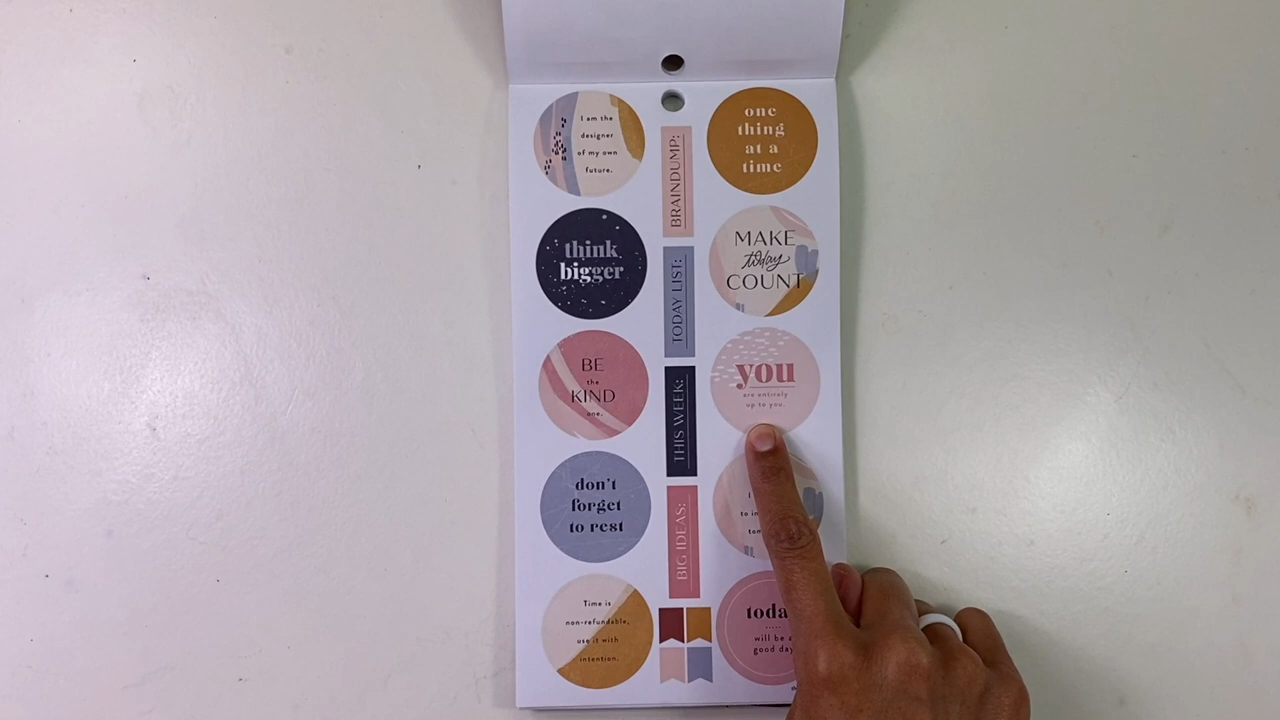 I am the
designer
of my own
future.
think
bigger
BE
the
KIND
one.
don't
forget
to rest
Time is
non-refundable,
use it with
intention.
BRAINDUMP:
TODAY LIST:
THIS WEEK:
BIG IDEAS:
one
thing
at a
time
MAKE
today
COUNT
you
are entirely
up to you.
I
to
will be
good day